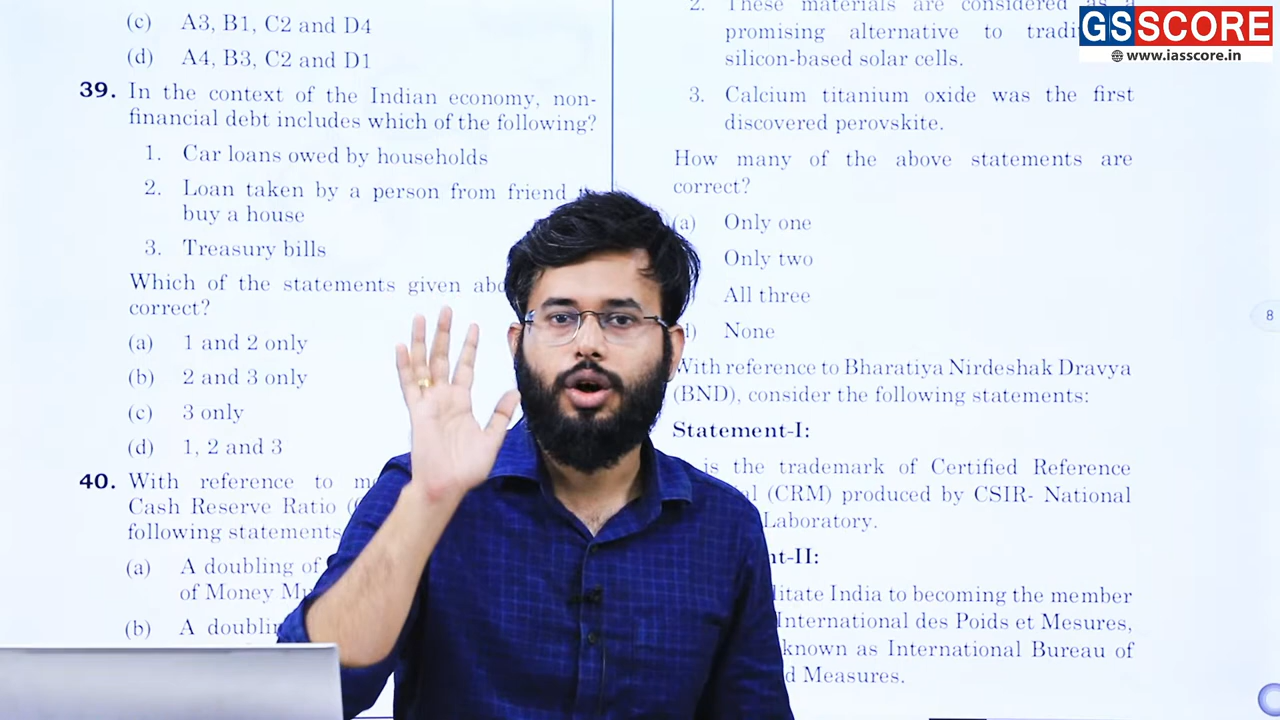 (c) A3, B1, C2 and D4
(d) A4, B3, C2 and D1
39. In the context of the Indian economy, non-
financial debt includes which of the following?
1. Car loans owed by households
2. Loan taken by a person from friend
buy a house
3. Treasury bills
Which of the statements given
correct?
(a) 1 and 2 only
(b) 2 and 3 only
(c) 3 only
(d) 1, 2 and 3
40. With reference to
Cash Reserve Ratio
following statements
(a) A doubling of
of Money
(b) A
2. These materials are considered as a
promising alternative to
silicon-based solar cells.
3. Calcium titanium oxide was the first
discovered perovskite.
How many of the above statements are
correct?
(a) Only one
Only two
All three
None
With reference to Bharatiya Nirdeshak Dravya
(BND), consider the following statements:
Statement-I:
is the trademark of Certified Reference
(CRM) produced by CSIR- National
Laboratory.
India to becoming the member
International des Poids et Mesures,
known as International Bureau of
Measures.
8
GSSCORE
www.iasscore.in